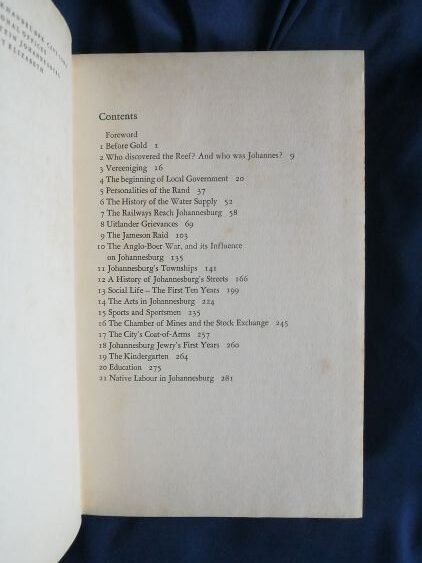 NNESBURG
ONAL OFFICES
TEIN JOHANNESBURG
T ELIZABETH
Contents
Foreword
1 Before Gold 1
2 Who discovered the Reef? And who was Johannes? 9
3 Vereeniging 16
4 The beginning of Local Government 20
5 Personalities of the Rand 37
6 The History of the Water Supply 52
7 The Railways Reach Johannesburg 58
8 Uitlander Grievances 69
9 The Jameson Raid 103
10 The Anglo-Boer War, and its Influence
on Johannesburg 135
11 Johannesburg's Townships 141
12 A History of Johannesburg's Streets 166
13 Social Life – The First Ten Years 199
14 The Arts in Johannesburg 224
15 Sports and Sportsmen 235
16 The Chamber of Mines and the Stock Exchange 245
17 The City's Coat-of-Arms 257
18 Johannesburg Jewry's First Years 260
19 The Kindergarten 264
20 Education 275
21 Native Labour in Johannesburg 281